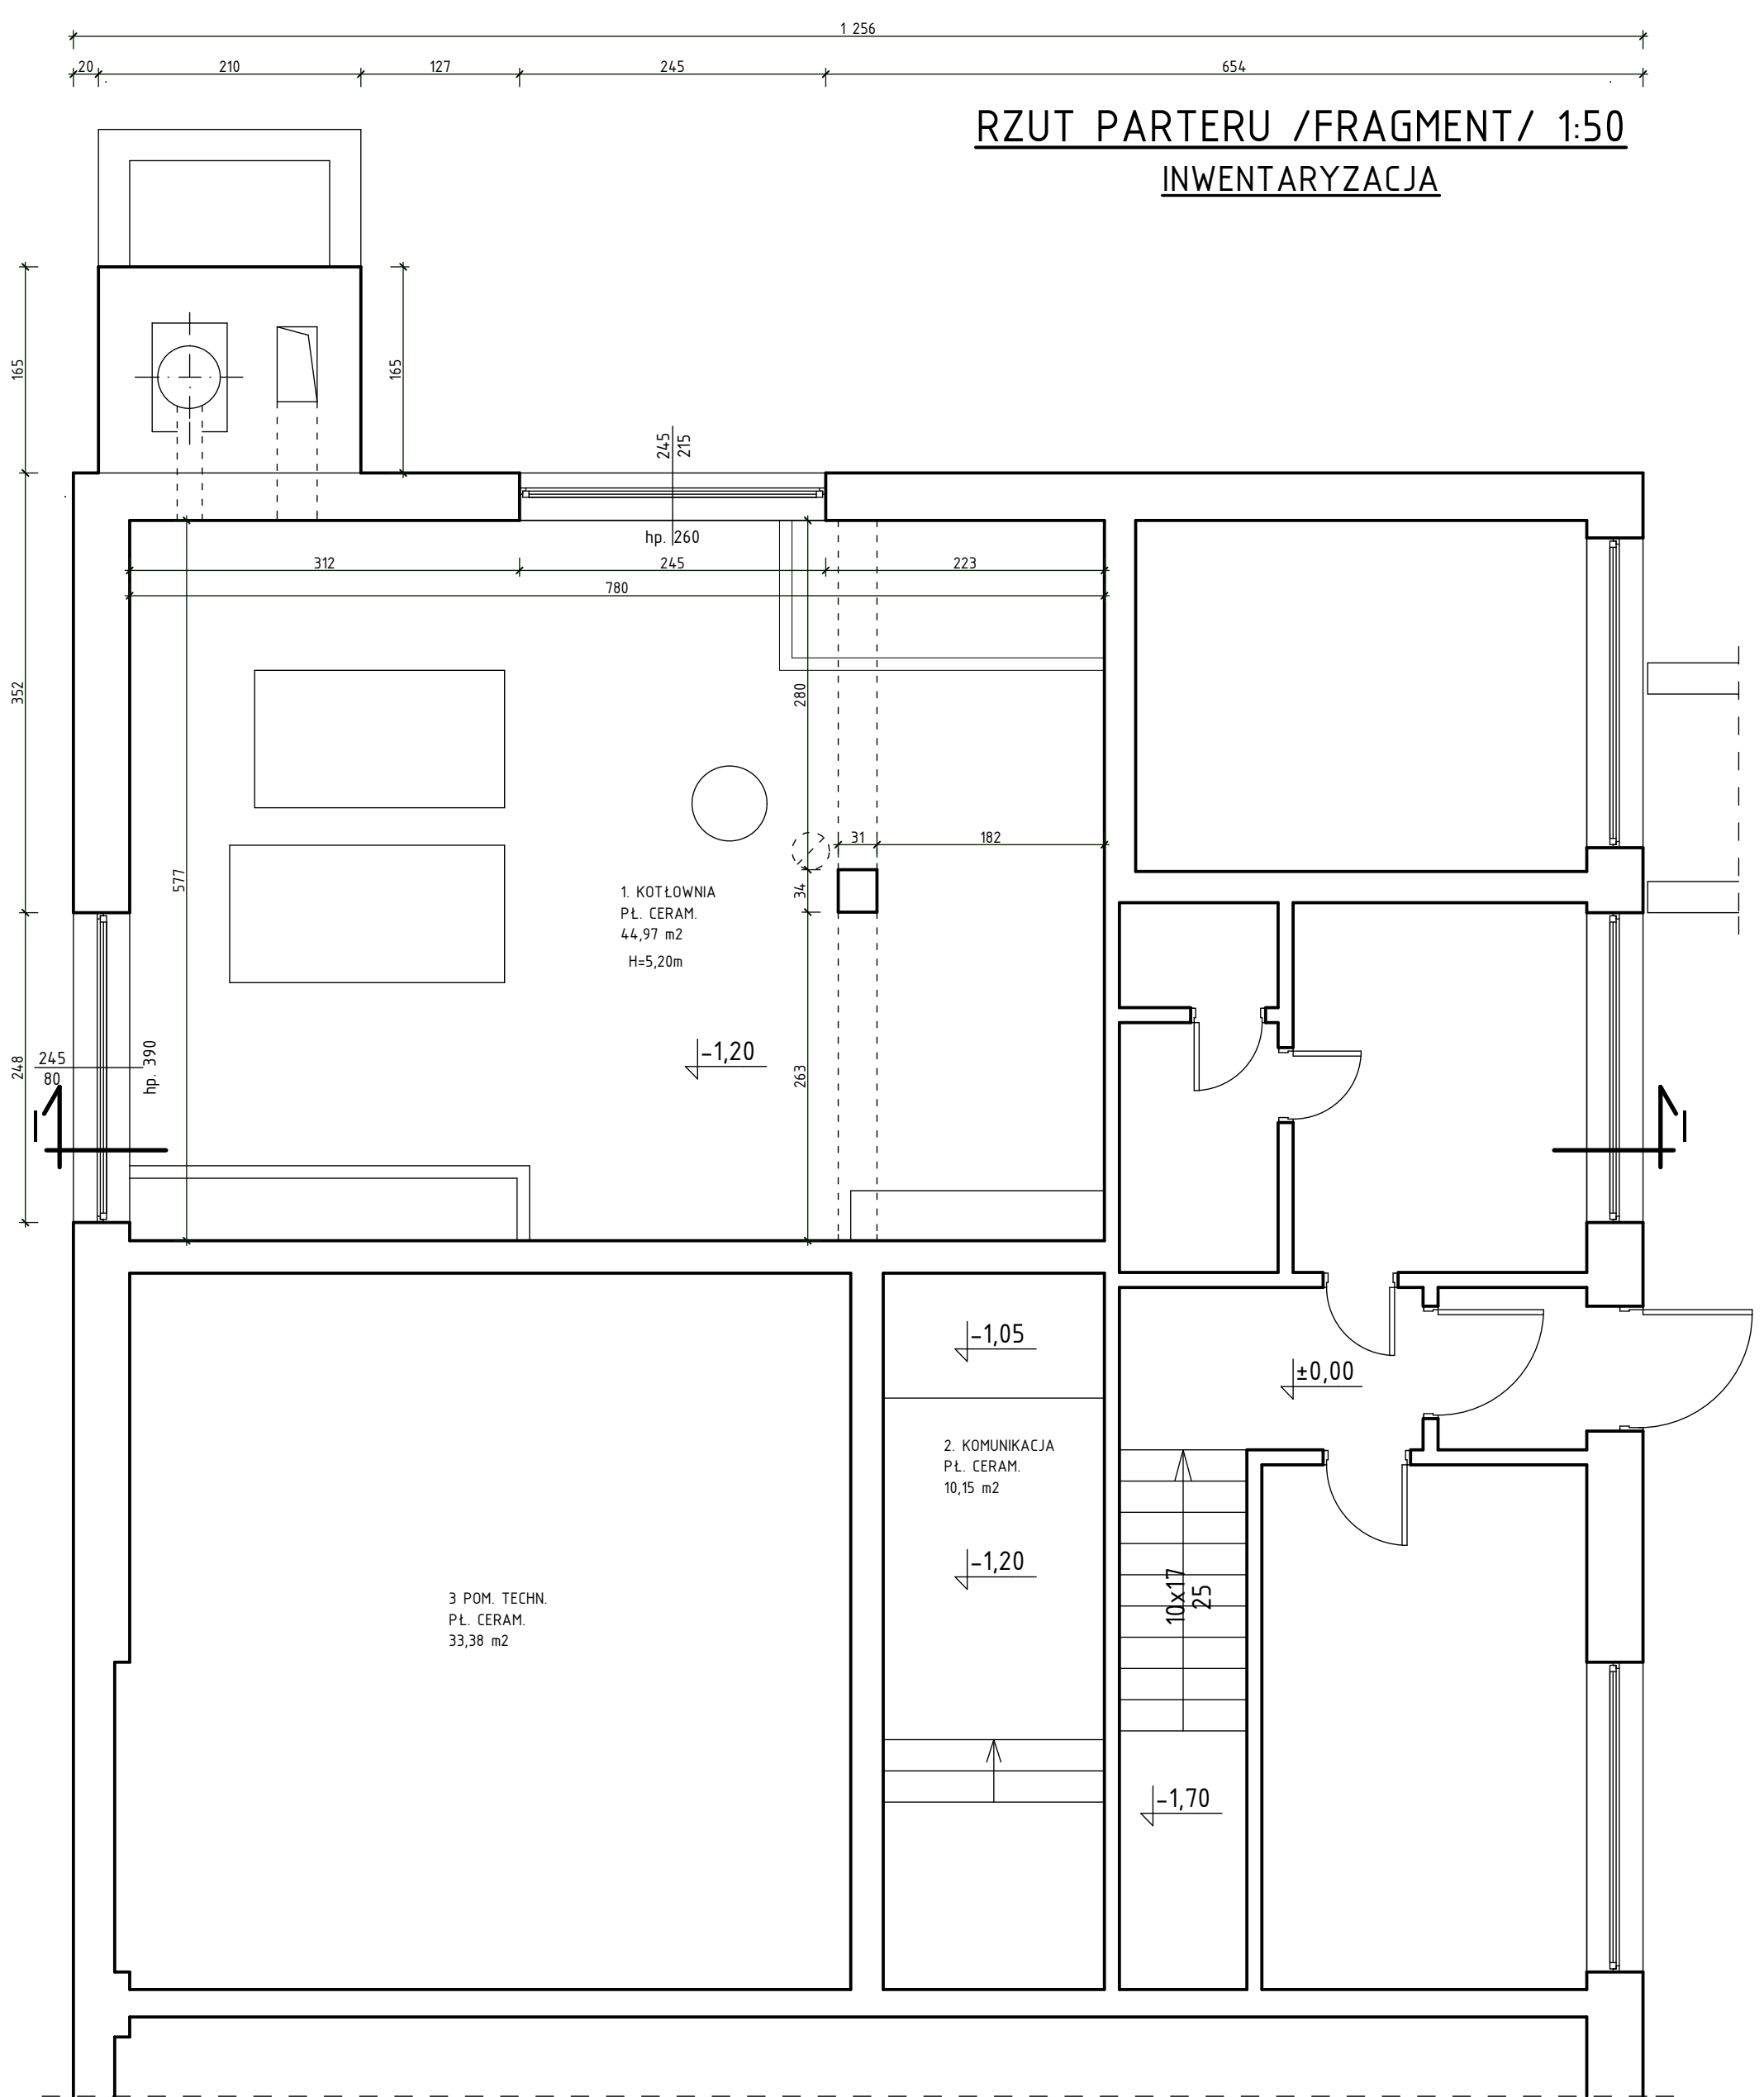 1 256
20 210 127 245 654
RZUT PARTERU /FRAGMENT/ 1:50
INWENTARYZACJA
165
165
245
215
hp. 260
312 245 223
780
352
280
577
31 182
34
1. KOTŁOWNIA
PŁ. CERAM.
44,97 m2
H=5,20m
-1,20
248
245
80
hp. 390
263
1
1
-1,05
±0,00
2. KOMUNIKACJA
PŁ. CERAM.
10,15 m2
-1,20
10x17
25
3 POM. TECHN.
PŁ. CERAM.
33,38 m2
-1,70